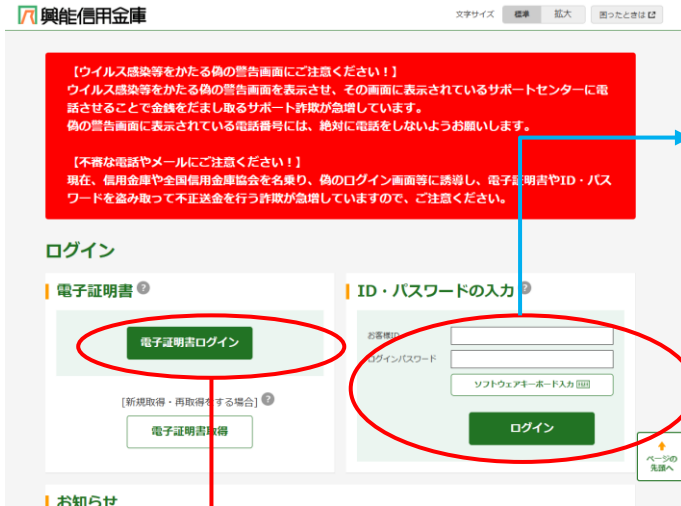 興能信用金庫
文字サイズ 標準 拡大 困ったときは
【ウイルス感染等をかたる偽の警告画面にご注意ください！】
ウイルス感染等をかたる偽の警告画面を表示させ、その画面に表示されているサポートセンターに電
話させることで金銭をだまし取るサポート詐欺が急増しています。
偽の警告画面に表示されている電話番号には、絶対に電話をしないようお願いします。
【不審な電話やメールにご注意ください！】
現在、信用金庫や全国信用金庫協会を名乗り、偽のログイン画面等に誘導し、電子証明書やID・パス
ワードを盗み取って不正送金を行う詐欺が急増していますので、ご注意ください。
ログイン
電子証明書
電子証明書ログイン
[新規取得・再取得をする場合]
電子証明書取得
ID・パスワードの入力
お客様ID
ログインパスワード
ソフトウェアキーボード入力
ログイン
ページの
先頭へ
お知らせ